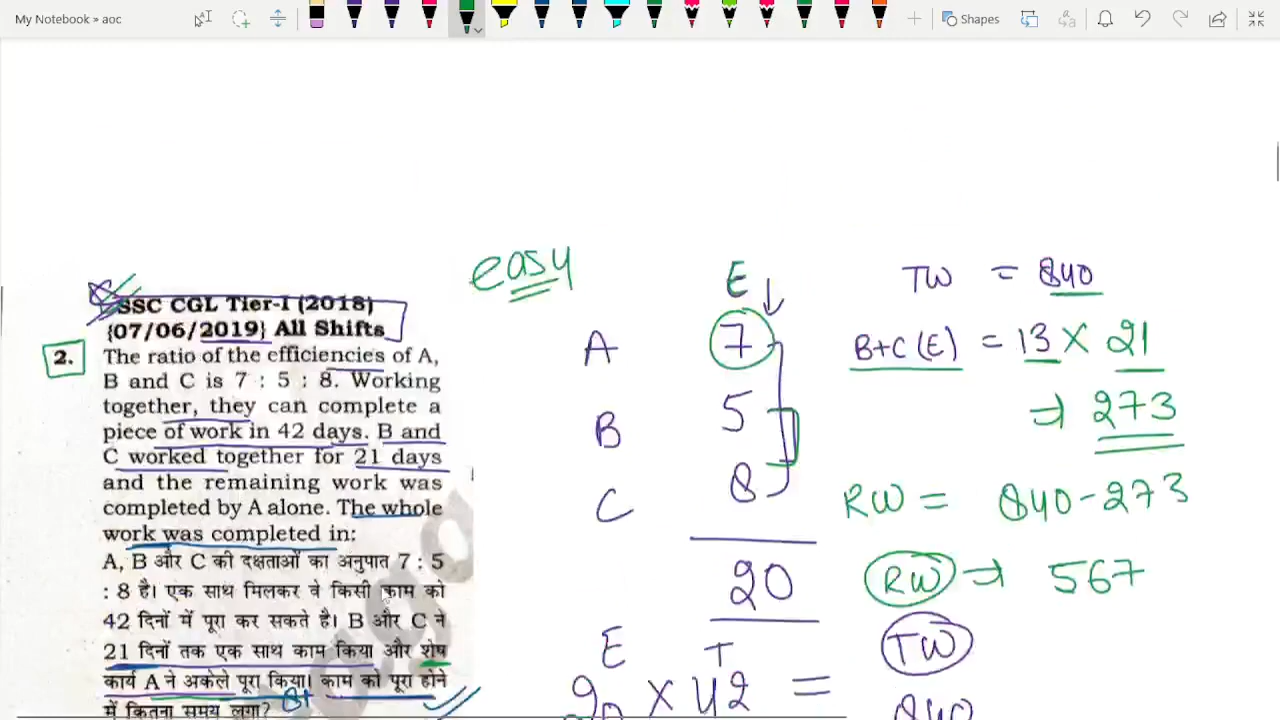 My Notebook » aoc
Shapes
easy
SSC CGL Tier-I (2018)
{07/06/2019} All Shifts
2. The ratio of the efficiencies of A,
B and C is 7 : 5 : 8. Working
together, they can complete a
piece of work in 42 days. B and
C worked together for 21 days
and the remaining work was
completed by A alone. The whole
work was completed in:
A, B और C की दक्षताओं का अनुपात 7 : 5
: 8 है। एक साथ मिलकर वे किसी काम को
42 दिनों में पूरा कर सकते है। B और C ने
21 दिनों तक एक साथ काम किया और शेष
कार्य A ने अकेले पूरा किया। काम को पूरा होने
में कितना समय लगा?
E
A 7
B 5
C 8
20
E T
20 × 42 =
TW = 840
B+C (E) = 13 × 21
⇒ 273
RW = 840-273
RW ⇒ 567
TW
840